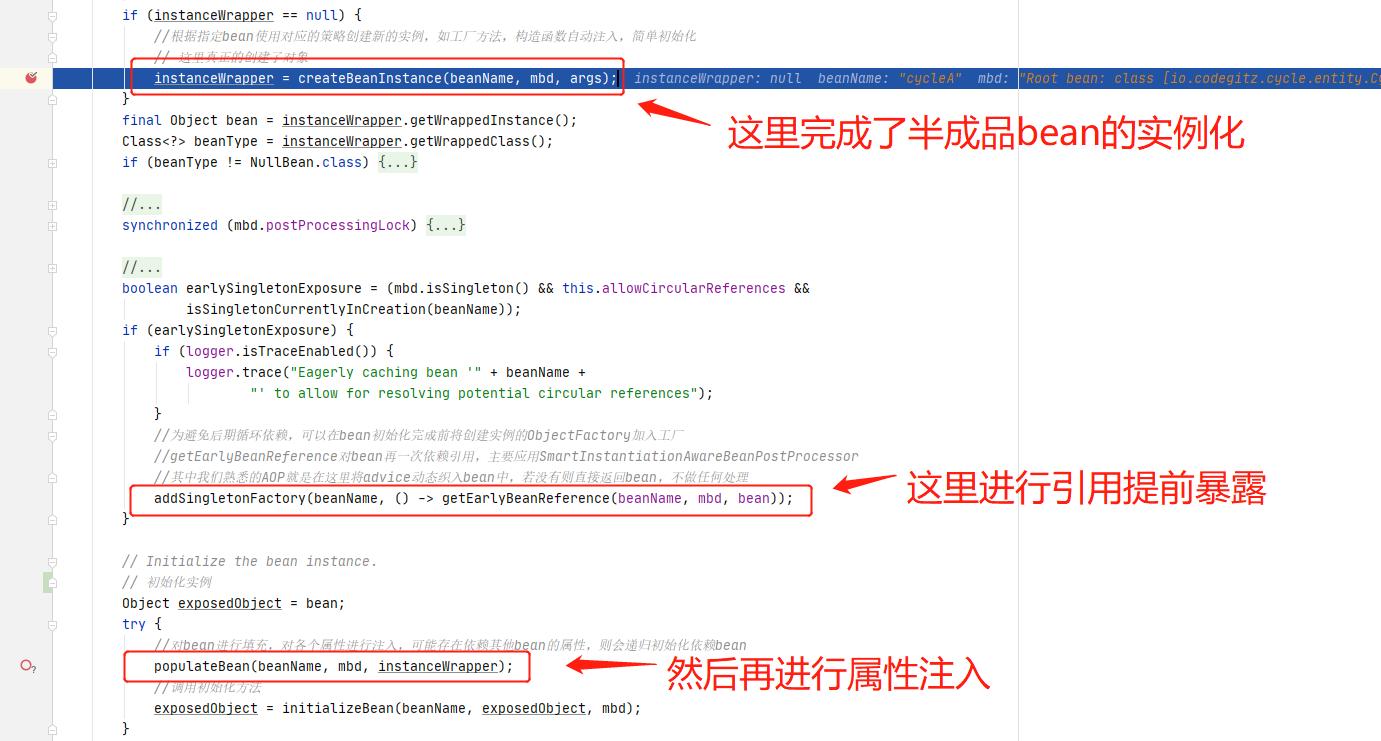 if (instanceWrapper == null) {
//根据指定bean使用对应的策略创建新的实例，如工厂方法，构造函数自动注入，简单初始化
// 这里真正的创建了对象
instanceWrapper = createBeanInstance(beanName, mbd, args); instanceWrapper: null beanName: "cycleA" mbd: "Root bean: class [io.codegitz.cycle.entity.Cy
}
这里完成了半成品bean的实例化
final Object bean = instanceWrapper.getWrappedInstance();
Class<?> beanType = instanceWrapper.getWrappedClass();
if (beanType != NullBean.class) {...}
//...
synchronized (mbd.postProcessingLock) {...}
//...
boolean earlySingletonExposure = (mbd.isSingleton() && this.allowCircularReferences &&
isSingletonCurrentlyInCreation(beanName));
if (earlySingletonExposure) {
if (logger.isTraceEnabled()) {
logger.trace("Eagerly caching bean '" + beanName +
"' to allow for resolving potential circular references");
}
//为避免后期循环依赖，可以在bean初始化完成前将创建实例的ObjectFactory加入工厂
//getEarlyBeanReference对bean再一次依赖引用，主要应用SmartInstantiationAwareBeanPostProcessor
//其中我们熟悉的AOP就是在这里将advice动态织入bean中，若没有则直接返回bean，不做任何处理
addSingletonFactory(beanName, () -> getEarlyBeanReference(beanName, mbd, bean));
这里进行引用提前暴露
}
// Initialize the bean instance.
// 初始化实例
Object exposedObject = bean;
try {
//对bean进行填充，对各个属性进行注入，可能存在依赖其他bean的属性，则会递归初始化依赖bean
populateBean(beanName, mbd, instanceWrapper);
然后再进行属性注入
//调用初始化方法
exposedObject = initializeBean(beanName, exposedObject, mbd);
}